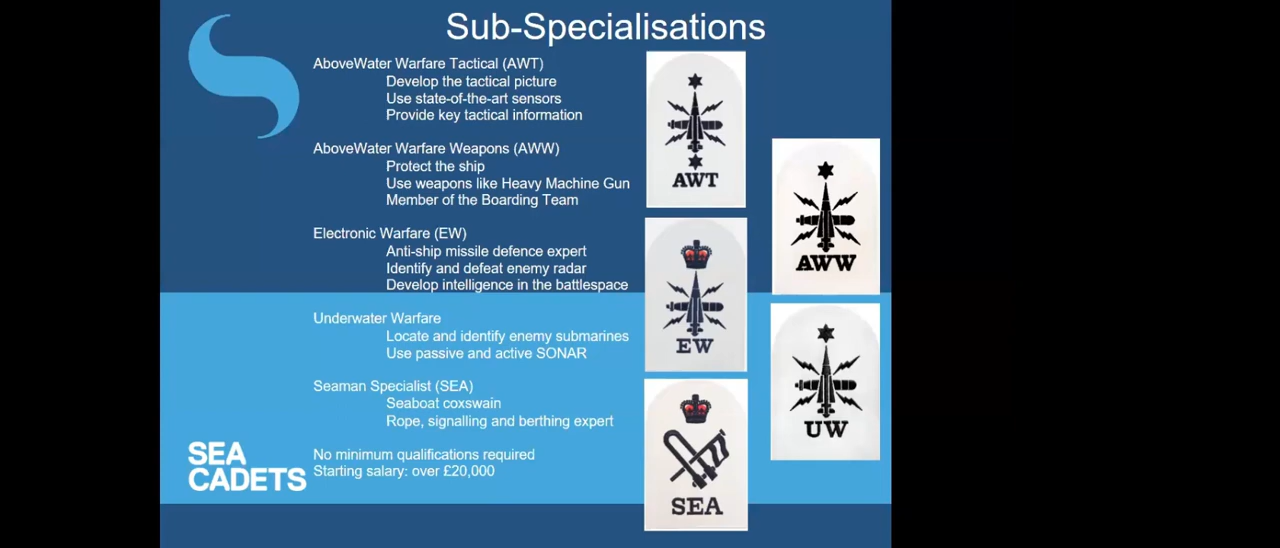 Sub-Specialisations
AboveWater Warfare Tactical (AWT)
Develop the tactical picture
Use state-of-the-art sensors
Provide key tactical information
AboveWater Warfare Weapons (AWW)
Protect the ship
Use weapons like Heavy Machine Gun
Member of the Boarding Team
Electronic Warfare (EW)
Anti-ship missile defence expert
Identify and defeat enemy radar
Develop intelligence in the battlespace
Underwater Warfare
Locate and identify enemy submarines
Use passive and active SONAR
Seaman Specialist (SEA)
Seaboat coxswain
Rope, signalling and berthing expert
No minimum qualifications required
Starting salary: over £20,000
SEA
CADETS
AWT
AWW
EW
UW
SEA